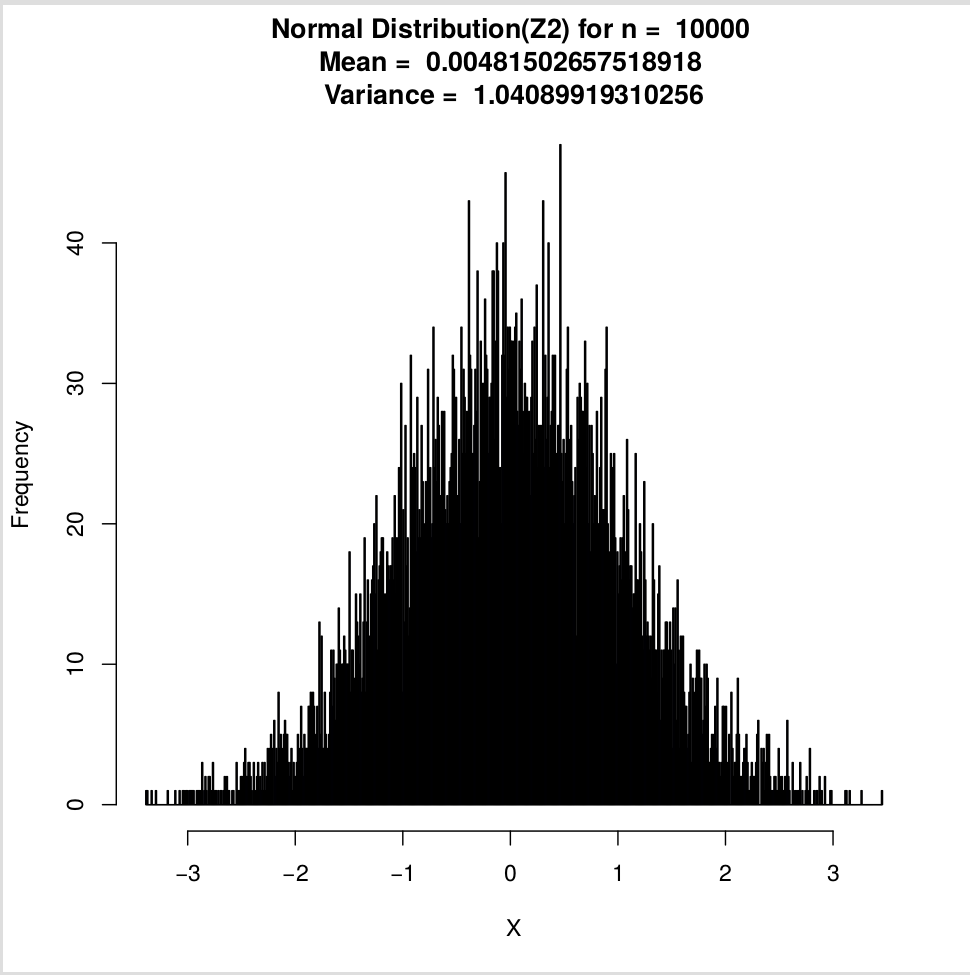 Normal Distribution(Z2) for n =  10000
Mean =  0.00481502657518918
Variance =  1.04089919310256
Frequency
40
30
20
10
0
−3 −2 −1 0 1 2 3
X